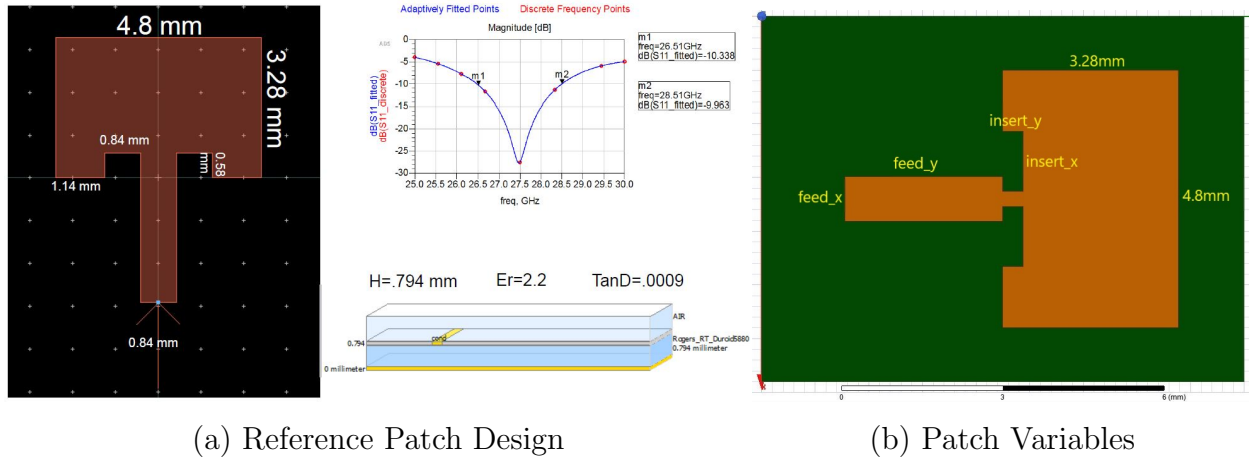 4.8 mm
3.28 mm
0.84 mm
0.58 mm
1.14 mm
0.84 mm
Adaptively Fitted Points Discrete Frequency Points
Magnitude [dB]
ADS
dB(S11_fitted)
dB(S11_discrete)
0
-5
-10
-15
-20
-25
-30
m1
m2
25.0 25.5 26.0 26.5 27.0 27.5 28.0 28.5 29.0 29.5 30.0
freq, GHz
m1
freq=26.51GHz
dB(S11_fitted)=-10.338
m2
freq=28.51GHz
dB(S11_fitted)=-9.963
H=.794 mm Er=2.2 TanD=.0009
AIR
cond
0.794
Rogers_RT_Duroid5880
0.794 millimeter
0 millimeter
3.28mm
insert_y
insert_x
feed_y
feed_x
4.8mm
0 3 6 (mm)
(a) Reference Patch Design
(b) Patch Variables